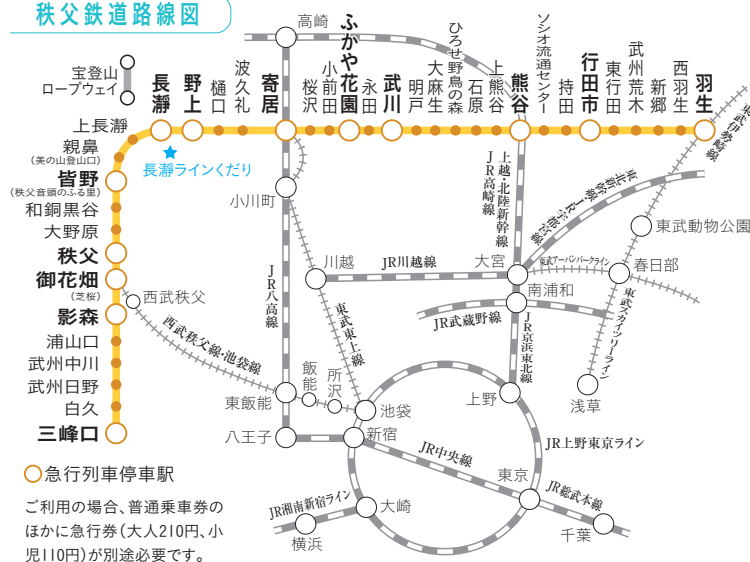 秩父鉄道路線図
高崎
宝登山
ロープウェイ
長瀞
野上
樋口
波久礼
寄居
桜沢
小前田
ふかや花園
永田
武川
明戸
大麻生
ひろせ野鳥の森
石原
上熊谷
熊谷
ソシオ流通センター
持田
行田市
東行田
武州荒木
新郷
西羽生
羽生
上長瀞
親鼻
(美の山登山口)
皆野
(秩父音頭のふる里)
和銅黒谷
大野原
秩父
御花畑
(芝桜)
影森
浦山口
武州中川
武州日野
白久
三峰口
★
長瀞ラインくだり
小川町
西武秩父
西武秩父線・池袋線
JR八高線
東飯能
飯能
所沢
池袋
八王子
新宿
川越
JR川越線
東武東上線
上越・北陸新幹線
JR高崎線
東北新幹線
JR宇都宮線
東武伊勢崎線
東武動物公園
大宮
東武アーバンパークライン
春日部
南浦和
JR武蔵野線
JR京浜東北線
東武スカイツリーライン
浅草
上野
JR上野東京ライン
JR中央線
東京
JR総武本線
千葉
JR湘南新宿ライン
大崎
横浜
急行列車停車駅
ご利用の場合、普通乗車券の
ほかに急行券(大人210円、小
児110円)が別途必要です。